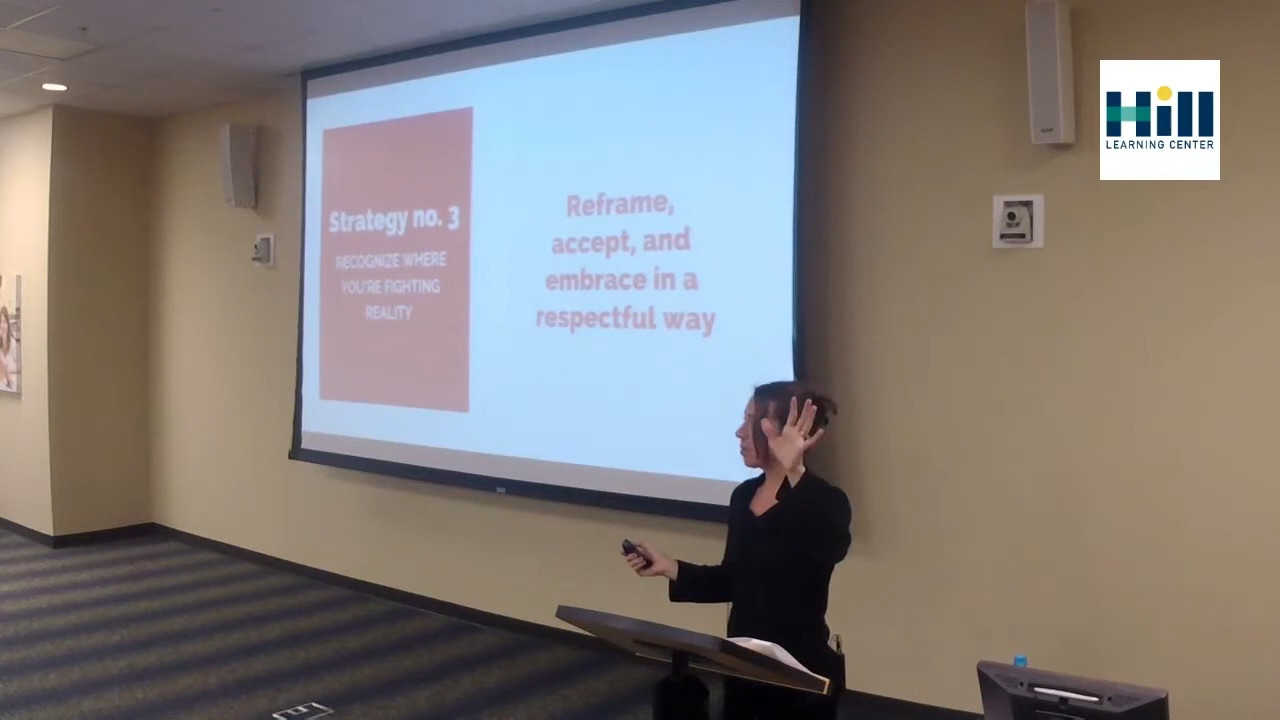 Strategy no. 3
RECOGNIZE WHERE
YOU'RE FIGHTING
REALITY
Reframe,
accept, and
embrace in a
respectful way
Hill
LEARNING CENTER